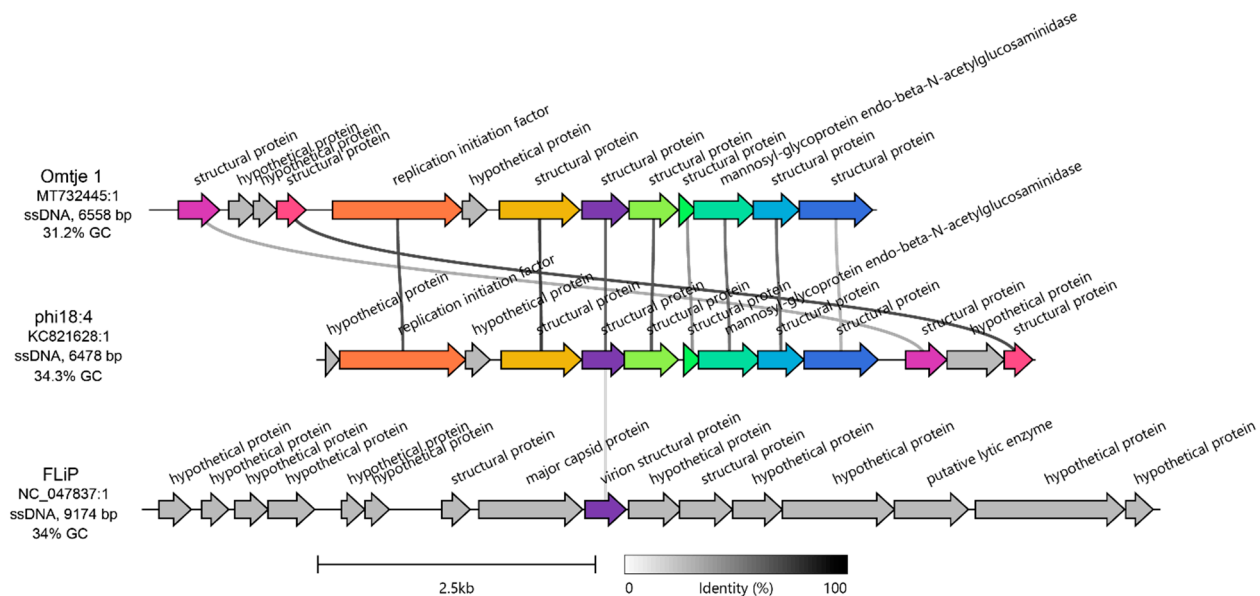 structural protein
hypothetical protein
hypothetical protein
structural protein
replication initiation factor
hypothetical protein
structural protein
structural protein
structural protein
structural protein
mannosyl-glycoprotein endo-beta-N-acetylglucosaminidase
structural protein
structural protein
Omtje 1
MT732445:1
ssDNA, 6558 bp
31.2% GC
hypothetical protein
replication initiation factor
hypothetical protein
structural protein
structural protein
structural protein
structural protein
mannosyl-glycoprotein endo-beta-N-acetylglucosaminidase
structural protein
structural protein
structural protein
hypothetical protein
structural protein
phi18:4
KC821628:1
ssDNA, 6478 bp
34.3% GC
hypothetical protein
hypothetical protein
hypothetical protein
hypothetical protein
hypothetical protein
hypothetical protein
structural protein
major capsid protein
virion structural protein
hypothetical protein
structural protein
hypothetical protein
hypothetical protein
putative lytic enzyme
hypothetical protein
hypothetical protein
FLiP
NC_047837:1
ssDNA, 9174 bp
34% GC
2.5kb
0 Identity (%) 100